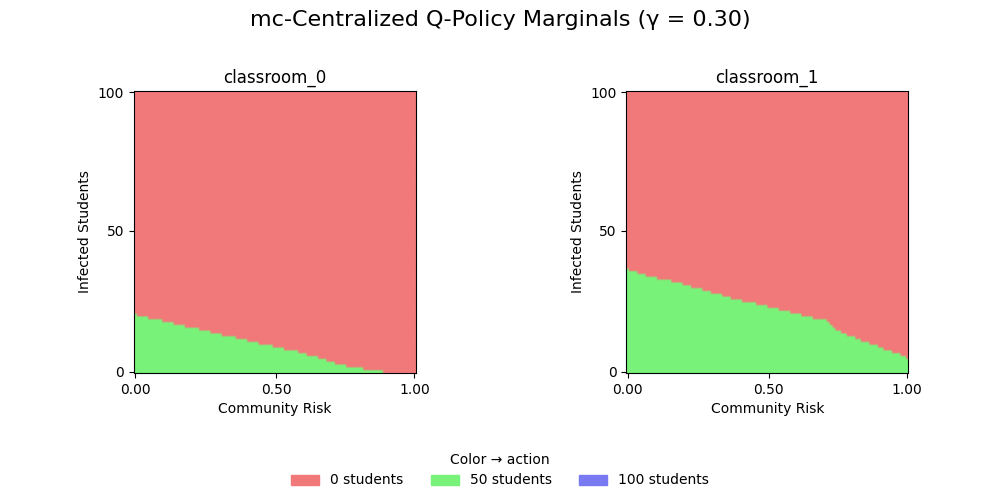 mc-Centralized Q-Policy Marginals (γ = 0.30)
classroom_0
classroom_1
100
50
0
Infected Students
0.00
0.50
1.00
Community Risk
100
50
0
Infected Students
0.00
0.50
1.00
Community Risk
Color → action
0 students
50 students
100 students